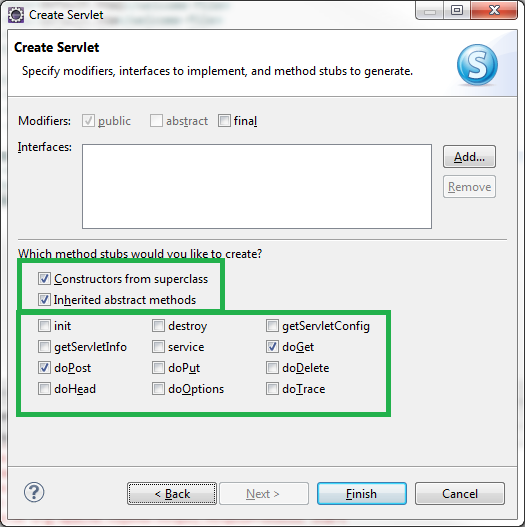 Create Servlet
Create Servlet
Specify modifiers, interfaces to implement, and method stubs to generate.
S
Modifiers: public abstract final
Interfaces:
Add...
Remove
Which method stubs would you like to create?
Constructors from superclass
Inherited abstract methods
init destroy getServletConfig
getServletInfo service doGet
doPost doPut doDelete
doHead doOptions doTrace
? < Back Next > Finish Cancel